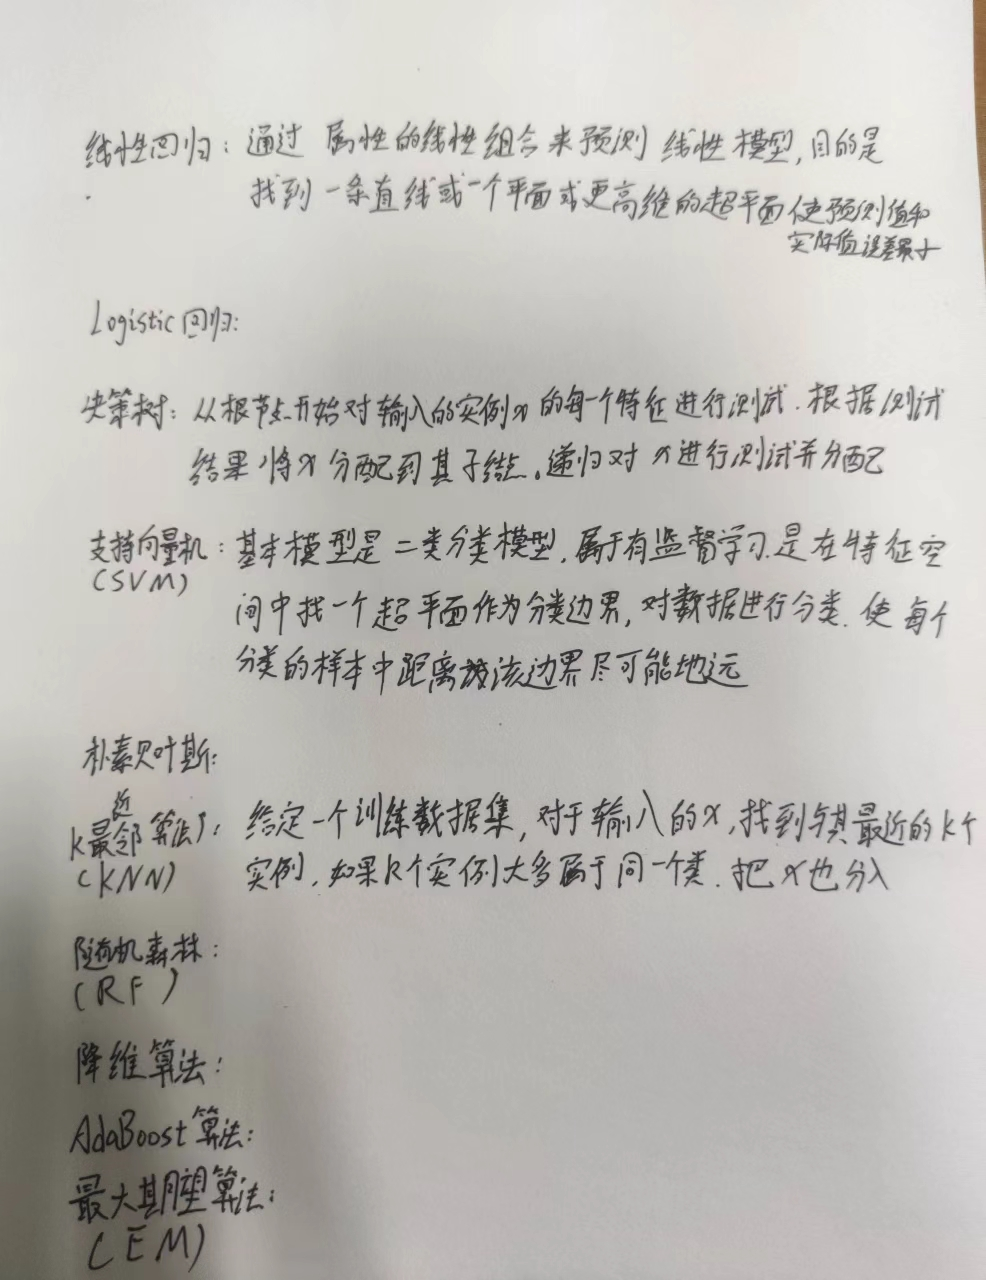 线性回归：通过 属性的线性组合来预测 线性模型，目的是
找到一条直线或一个平面或更高维的超平面使预测值和
实际值误差最小
Logistic回归：
决策树：从根节点开始对输入的实例x的每一个特征进行测试．根据测试
结果将x分配到其子结点。递归对x进行测试并分配
支持向量机：基本模型是二类分类模型，属于有监督学习．是在特征空
(SVM)
间中找一个超平面作为分类边界，对数据进行分类．使每个
分类的样本中距离该边界尽可能地远
朴素贝叶斯：
近
k最邻算法：给定一个训练数据集，对于输入的x，找到与其最近的k个
(KNN)
实例．如果k个实例大多属于同一个类．把x也分入
随机森林：
(RF)
降维算法：
AdaBoost算法：
最大期望算法：
(EM)